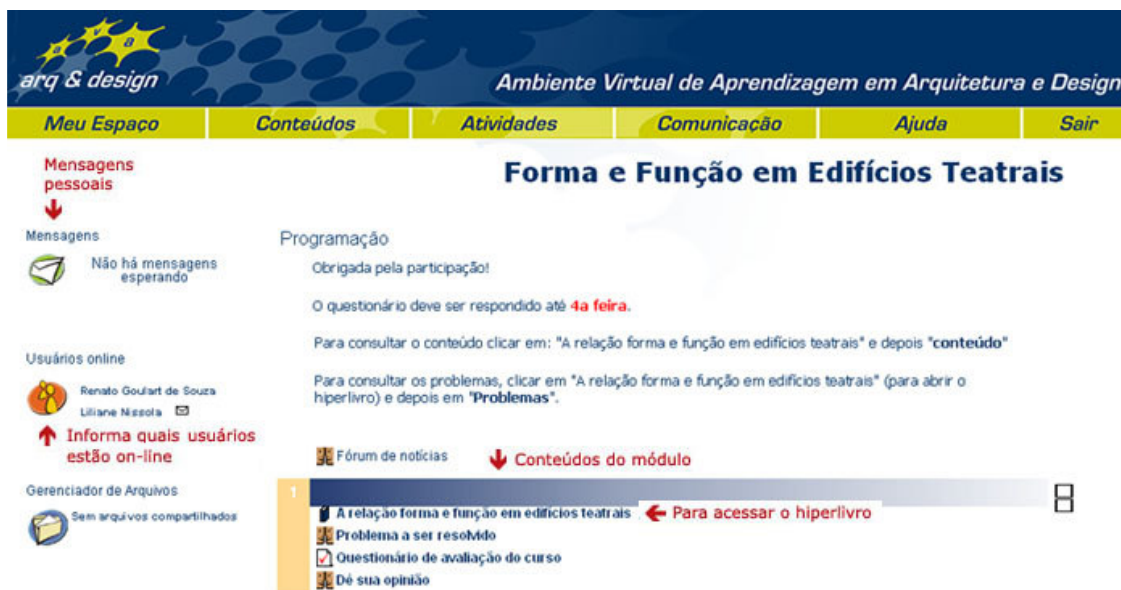 a v a
arq & design
Ambiente Virtual de Aprendizagem em Arquitetura e Design
Meu Espaço Conteúdos Atividades Comunicação Ajuda Sair
Mensagens
pessoais
Forma e Função em Edifícios Teatrais
Mensagens
Não há mensagens
esperando
Programação
Obrigada pela participação!
O questionário deve ser respondido até 4a feira.
Para consultar o conteúdo clicar em: "A relação forma e função em edifícios teatrais" e depois "conteúdo"
Para consultar os problemas, clicar em "A relação forma e função em edifícios teatrais" (para abrir o
hiperlivro) e depois em "Problemas".
Usuários online
Renato Goulart de Souza
Liliane Nissola
Informa quais usuários
estão on-line
Fórum de notícias
Conteúdos do módulo
Gerenciador de Arquivos
Sem arquivos compartilhados
1
A relação forma e função em edifícios teatrais
Para acessar o hiperlivro
Problema a ser resolvido
Questionário de avaliação do curso
Dê sua opinião